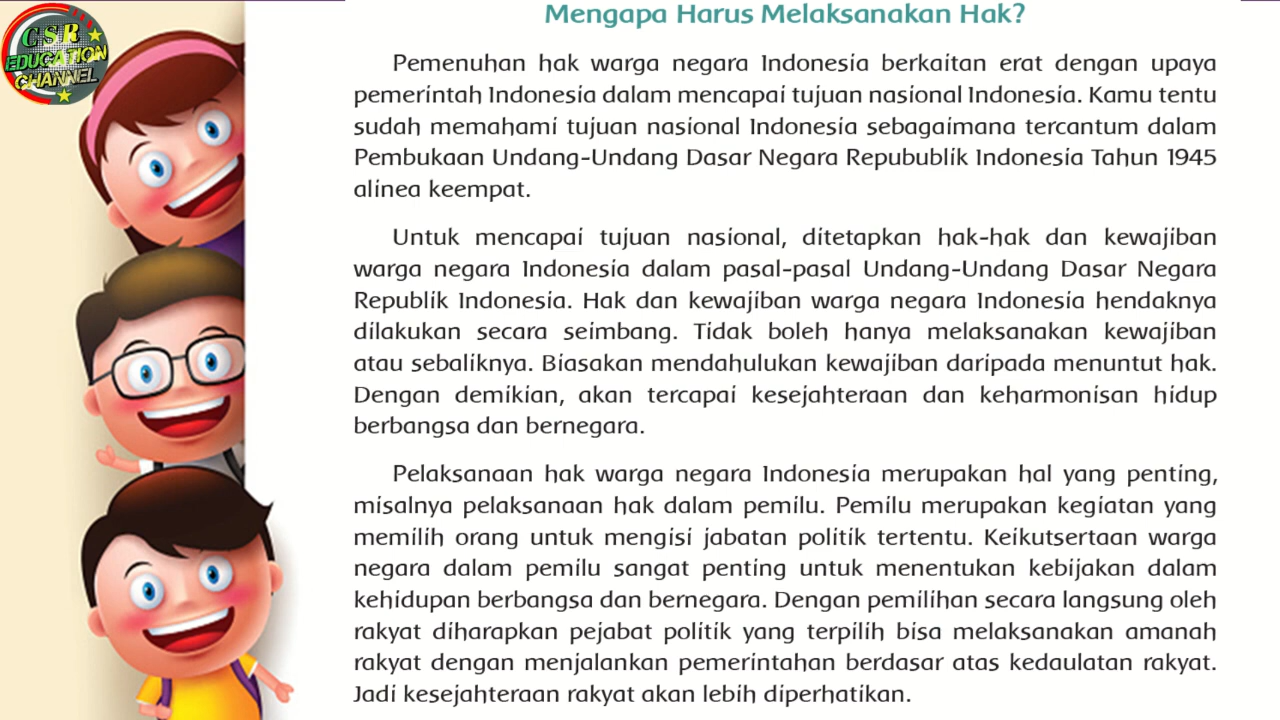 CSR
EDUCATION
CHANNEL
Mengapa Harus Melaksanakan Hak?
Pemenuhan hak warga negara Indonesia berkaitan erat dengan upaya
pemerintah Indonesia dalam mencapai tujuan nasional Indonesia. Kamu tentu
sudah memahami tujuan nasional Indonesia sebagaimana tercantum dalam
Pembukaan Undang-Undang Dasar Negara Repubublik Indonesia Tahun 1945
alinea keempat.
Untuk mencapai tujuan nasional, ditetapkan hak-hak dan kewajiban
warga negara Indonesia dalam pasal-pasal Undang-Undang Dasar Negara
Republik Indonesia. Hak dan kewajiban warga negara Indonesia hendaknya
dilakukan secara seimbang. Tidak boleh hanya melaksanakan kewajiban
atau sebaliknya. Biasakan mendahulukan kewajiban daripada menuntut hak.
Dengan demikian, akan tercapai kesejahteraan dan keharmonisan hidup
berbangsa dan bernegara.
Pelaksanaan hak warga negara Indonesia merupakan hal yang penting,
misalnya pelaksanaan hak dalam pemilu. Pemilu merupakan kegiatan yang
memilih orang untuk mengisi jabatan politik tertentu. Keikutsertaan warga
negara dalam pemilu sangat penting untuk menentukan kebijakan dalam
kehidupan berbangsa dan bernegara. Dengan pemilihan secara langsung oleh
rakyat diharapkan pejabat politik yang terpilih bisa melaksanakan amanah
rakyat dengan menjalankan pemerintahan berdasar atas kedaulatan rakyat.
Jadi kesejahteraan rakyat akan lebih diperhatikan.